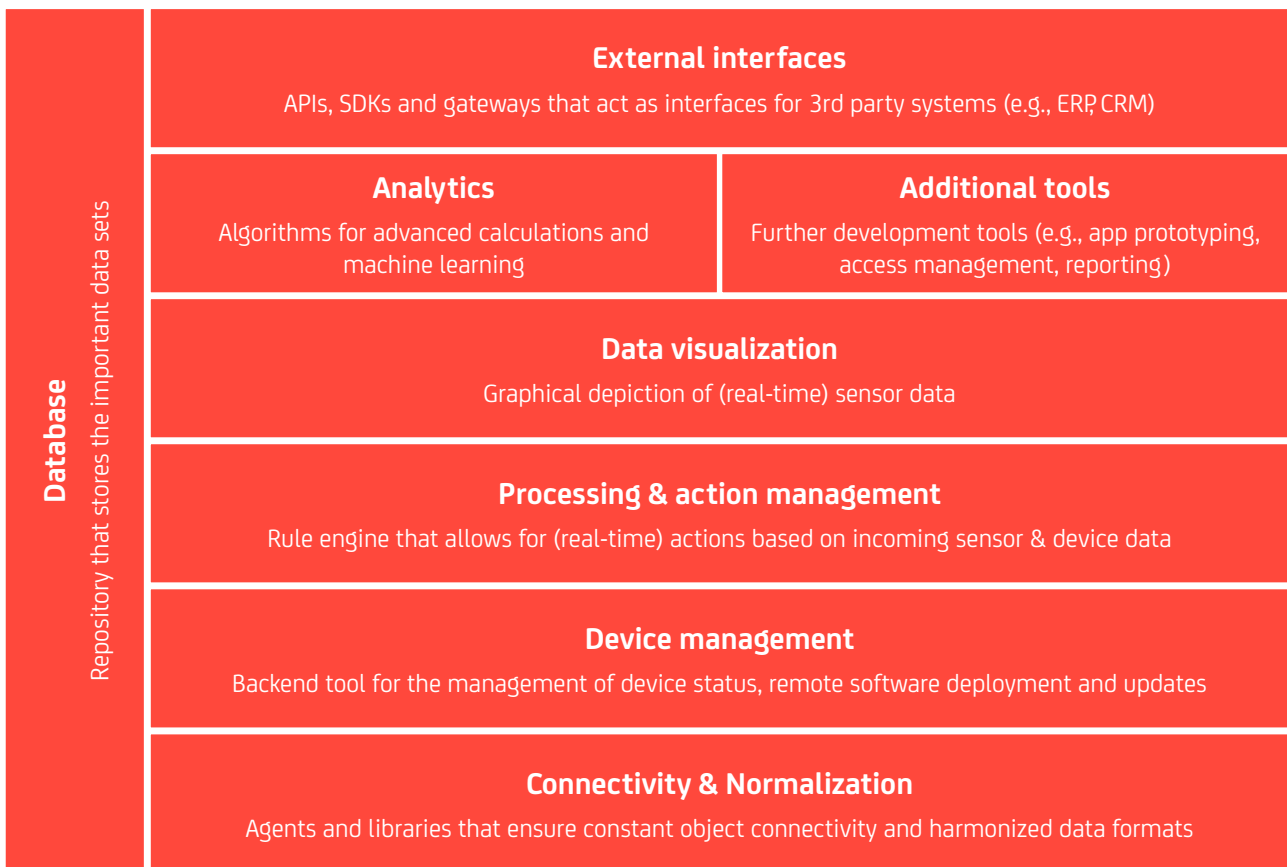 Database
Repository that stores the important data sets
External interfaces
APIs, SDKs and gateways that act as interfaces for 3rd party systems (e.g., ERP, CRM)
Analytics
Algorithms for advanced calculations and
machine learning
Additional tools
Further development tools (e.g., app prototyping,
access management, reporting)
Data visualization
Graphical depiction of (real-time) sensor data
Processing & action management
Rule engine that allows for (real-time) actions based on incoming sensor & device data
Device management
Backend tool for the management of device status, remote software deployment and updates
Connectivity & Normalization
Agents and libraries that ensure constant object connectivity and harmonized data formats